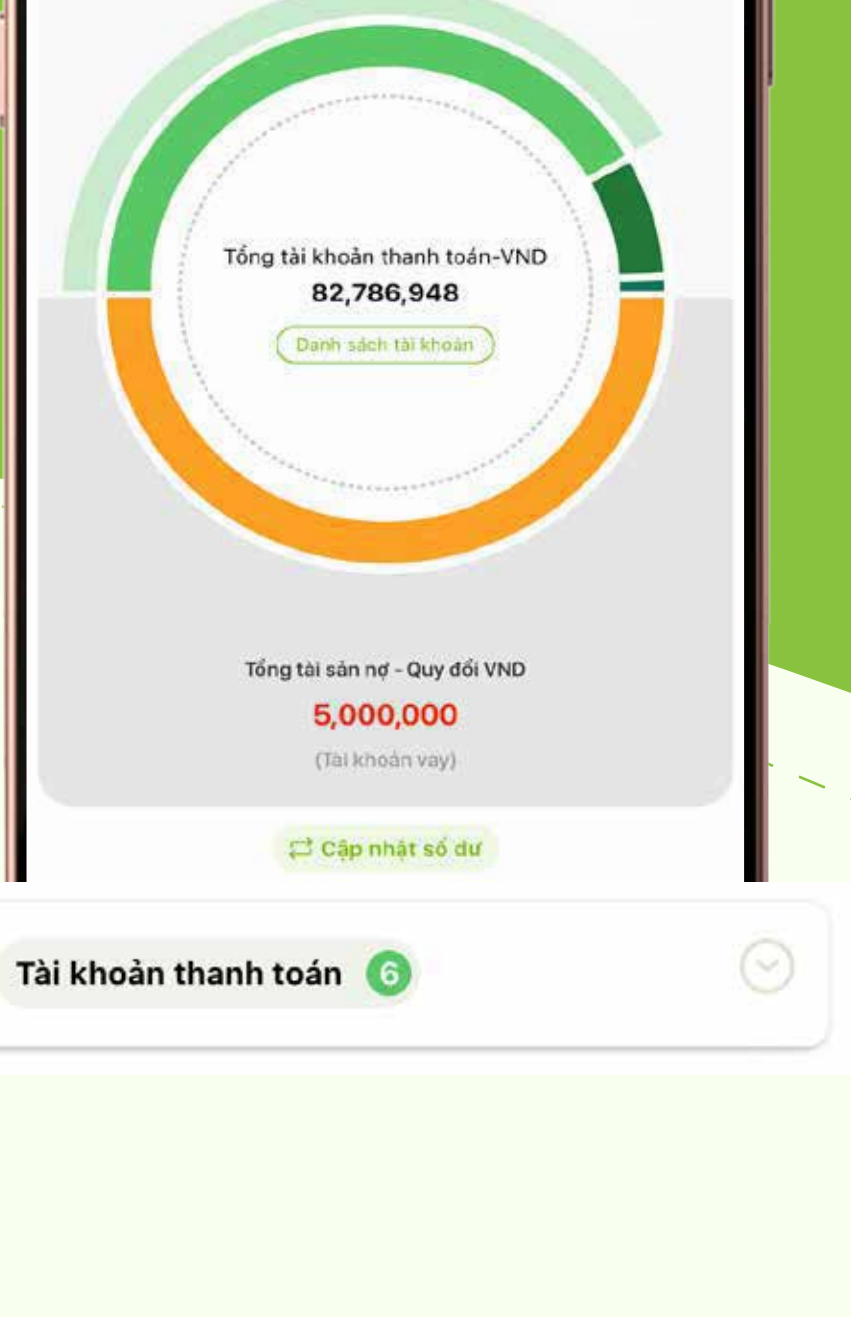 Tổng tài khoản thanh toán-VND
82,786,948
Danh sách tài khoản
Tổng tài sản nợ - Quy đổi VND
5,000,000
(Tài khoản vay)
Cập nhật số dư
Tài khoản thanh toán 6